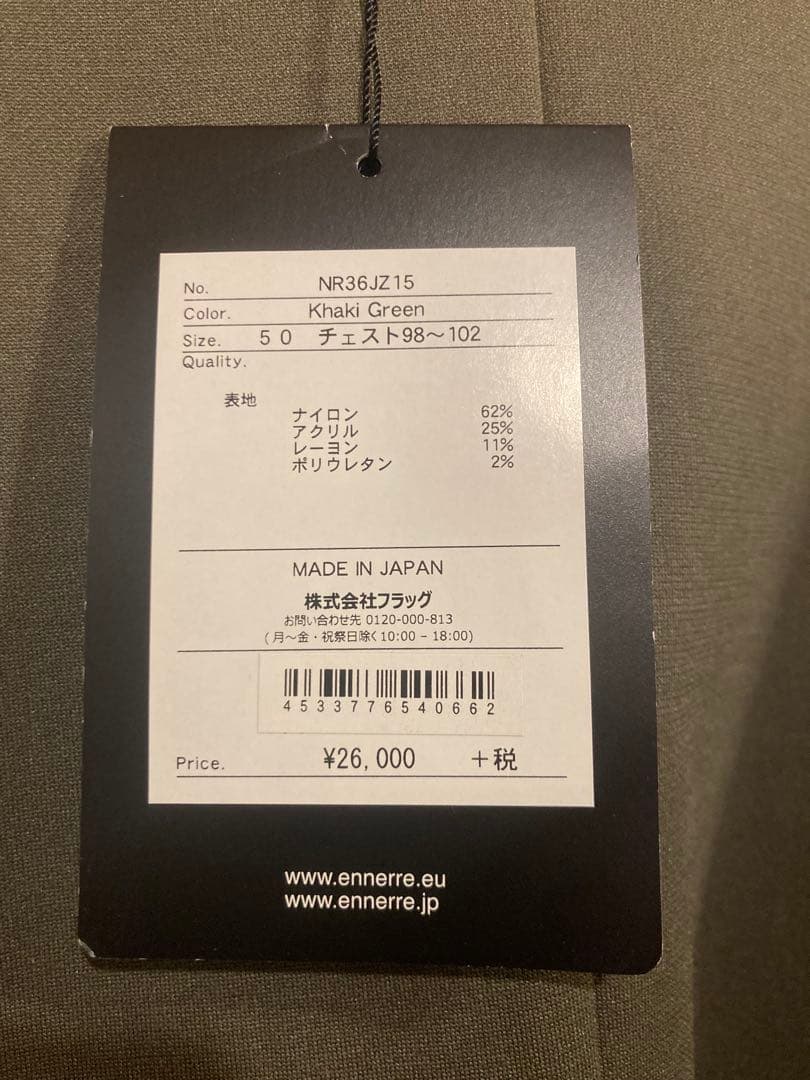 No. NR36JZ15
Color. Khaki Green
Size. 50 チェスト98〜102
Quality.
表地
ナイロン 62%
アクリル 25%
レーヨン 11%
ポリウレタン 2%
MADE IN JAPAN
株式会社フラッグ
お問い合わせ先 0120-000-813
(月〜金・祝祭日除く10:00 - 18:00)
4533776540662
Price. ¥26,000 +税
www.ennerre.eu
www.ennerre.jp